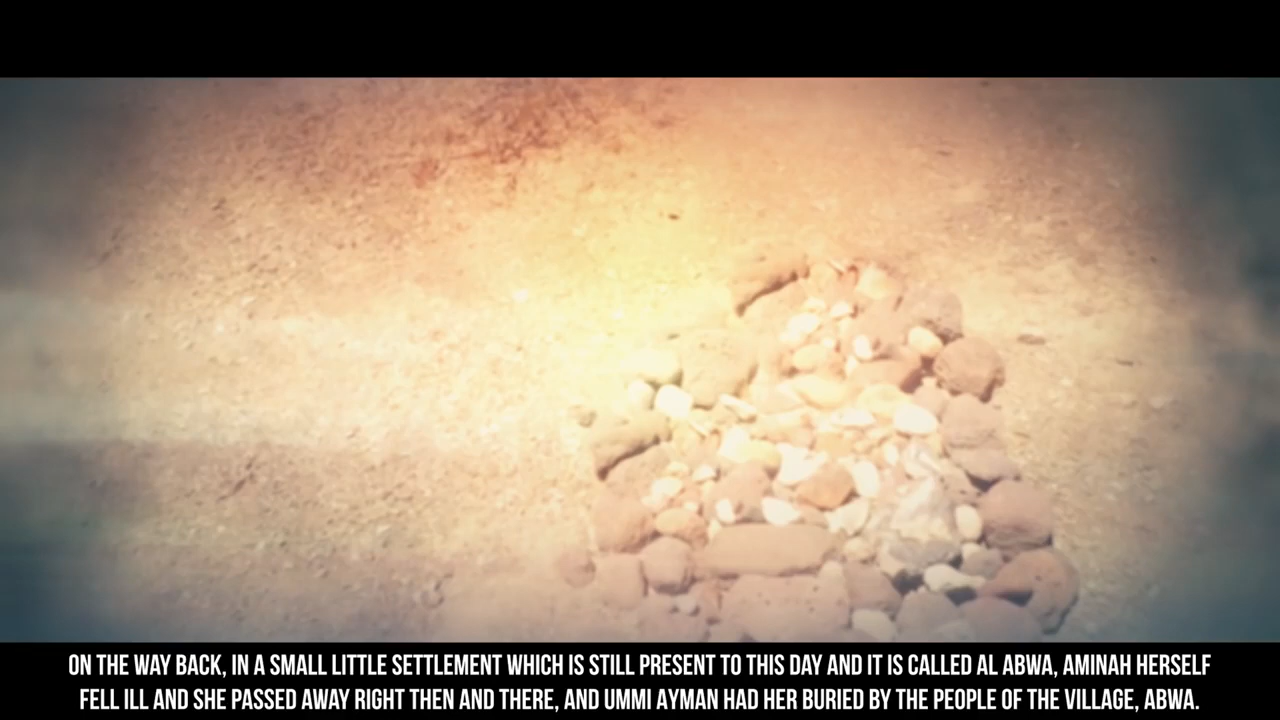 ON THE WAY BACK, IN A SMALL LITTLE SETTLEMENT WHICH IS STILL PRESENT TO THIS DAY AND IT IS CALLED AL ABWA, AMINAH HERSELF
FELL ILL AND SHE PASSED AWAY RIGHT THEN AND THERE, AND UMMI AYMAN HAD HER BURIED BY THE PEOPLE OF THE VILLAGE, ABWA.